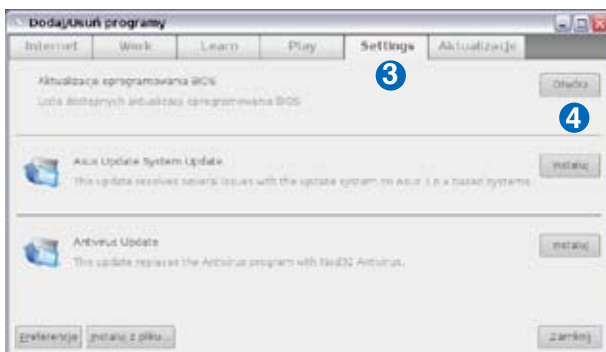 Dodaj/Usuń programy
Internet Work Learn Play Settings Aktualizacje
3
Aktualizacje oprogramowania BIOS
Otwórz
Lista dostępnych aktualizacji oprogramowania BIOS
4
Asus Update System Update
Instaluj
This update resolves several issues with the update system on Asus 1.x.x based systems
Antivirus Update
Instaluj
This update replaces the Antivirus program with Nod32 Antivirus.
Preferencje Instaluj z pliku... Zamknij